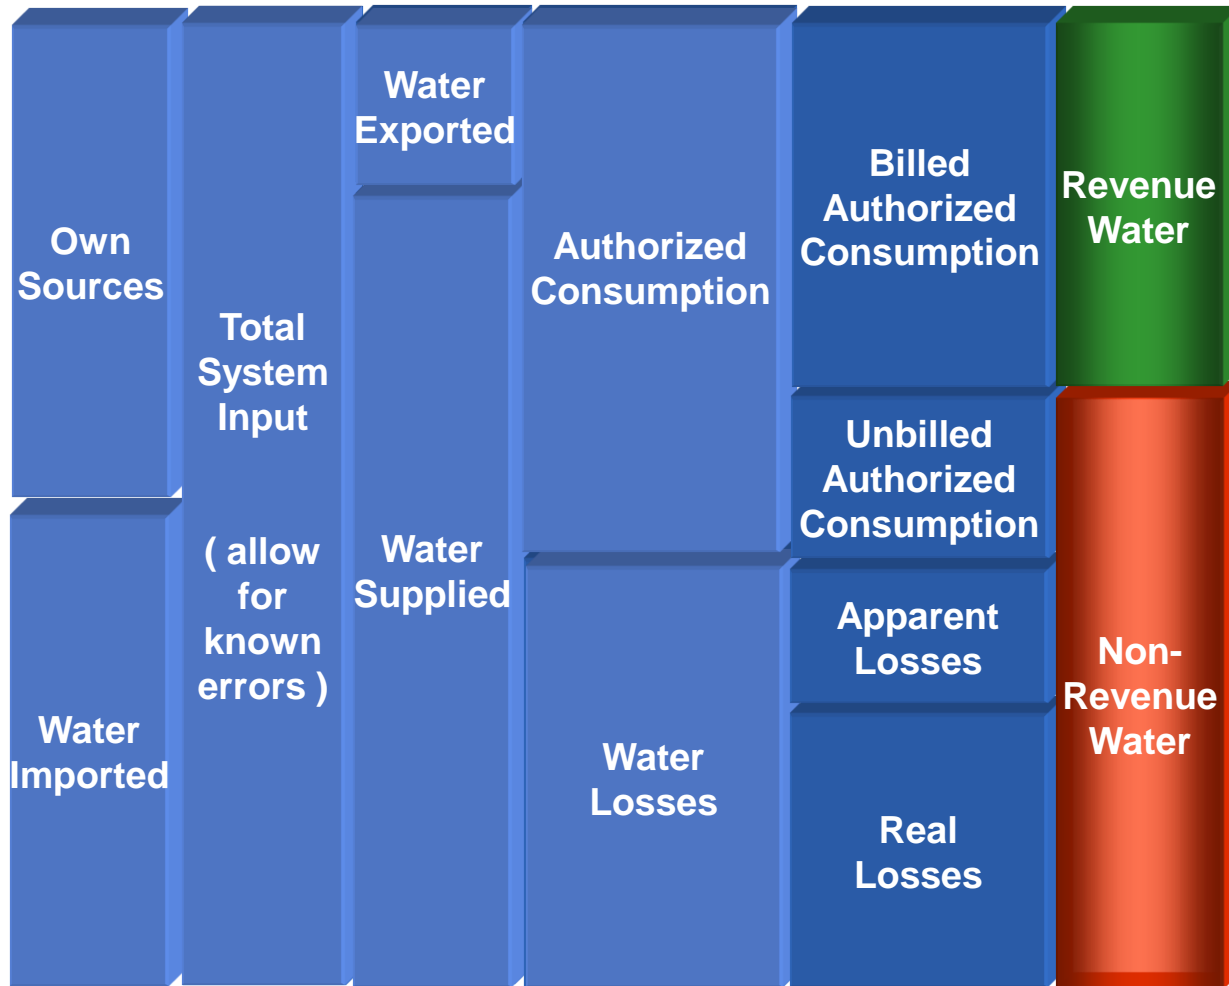 Own
Sources
Water
Imported
Total
System
Input
( allow
for
known
errors )
Water
Exported
Water
Supplied
Authorized
Consumption
Water
Losses
Billed
Authorized
Consumption
Unbilled
Authorized
Consumption
Apparent
Losses
Real
Losses
Revenue
Water
Non-
Revenue
Water